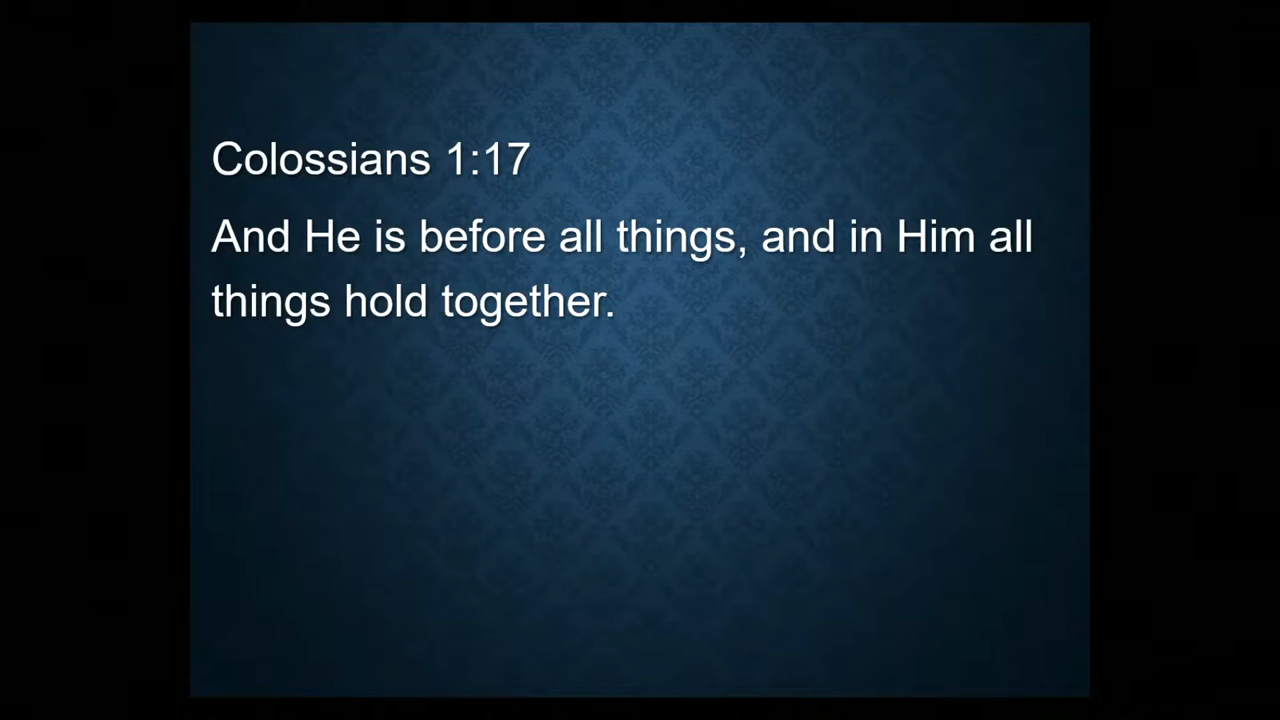 Colossians 1:17
And He is before all things, and in Him all
things hold together.